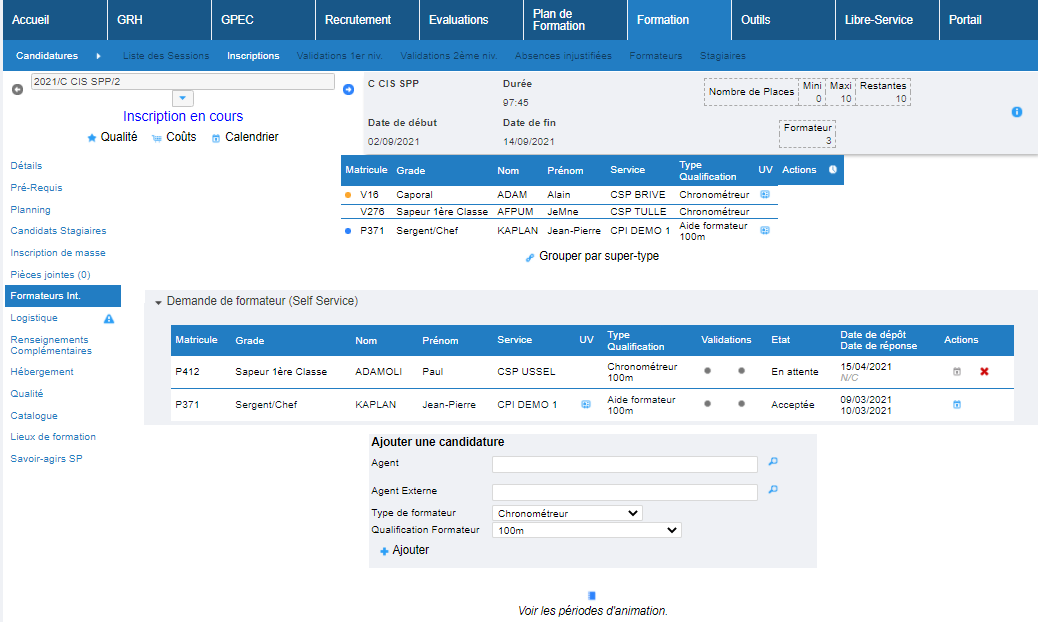 Accueil GRH GPEC Recrutement Evaluations Plan de Formation Formation Outils Libre-Service Portail
Candidatures Liste des Sessions Inscriptions Validations 1er niv. Validations 2ème niv. Absences injustifiées Formateurs Stagiaires
2021/C CIS SPP/2
Inscription en cours
Qualité Coûts Calendrier
C CIS SPP Durée
97:45
Date de début Date de fin
02/09/2021 14/09/2021
Nombre de Places Mini Maxi Restantes
0 10 10
Formateur
3
Détails
Pré-Requis
Planning
Candidats Stagiaires
Inscription de masse
Pièces jointes (0)
Formateurs Int.
Logistique
Renseignements
Complémentaires
Hébergement
Qualité
Catalogue
Lieux de formation
Savoir-agirs SP
Matricule Grade Nom Prénom Service Type Qualification UV Actions
V16 Caporal ADAM Alain CSP BRIVE Chronométreur
V276 Sapeur 1ère Classe AFPUM JeMne CSP TULLE Chronométreur
P371 Sergent/Chef KAPLAN Jean-Pierre CPI DEMO 1 Aide formateur
100m
Grouper par super-type
Demande de formateur (Self Service)
Matricule Grade Nom Prénom Service UV Type Qualification Validations Etat Date de dépôt Date de réponse Actions
P412 Sapeur 1ère Classe ADAMOLI Paul CSP USSEL Chronométreur 100m En attente 15/04/2021
N/C
P371 Sergent/Chef KAPLAN Jean-Pierre CPI DEMO 1 Aide formateur 100m Acceptée 09/03/2021
10/03/2021
Ajouter une candidature
Agent
Agent Externe
Type de formateur Chronométreur
Qualification Formateur 100m
Ajouter
Voir les périodes d'animation.